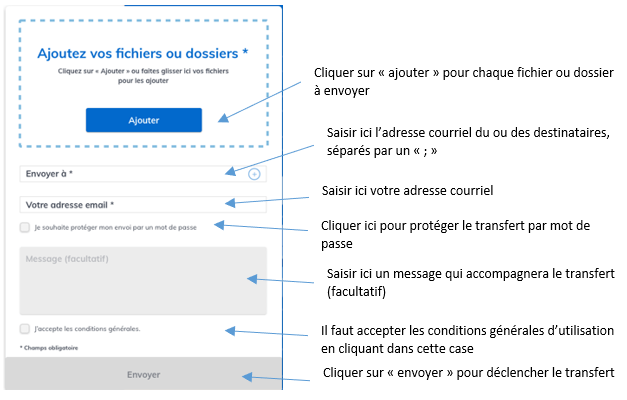 Ajoutez vos fichiers ou dossiers *
Cliquez sur « Ajouter » ou faites glisser ici vos fichiers
pour les ajouter
Ajouter
Cliquer sur « ajouter » pour chaque fichier ou dossier
à envoyer
Saisir ici l’adresse courriel du ou des destinataires,
séparés par un « ; »
Envoyer à *
Saisir ici votre adresse courriel
Votre adresse email *
Je souhaite protéger mon envoi par un mot de passe
Cliquer ici pour protéger le transfert par mot de
passe
Message (facultatif)
Saisir ici un message qui accompagnera le transfert
(facultatif)
J'accepte les conditions générales.
Il faut accepter les conditions générales d’utilisation
en cliquant dans cette case
* Champs obligatoire
Envoyer
Cliquer sur « envoyer » pour déclencher le transfert